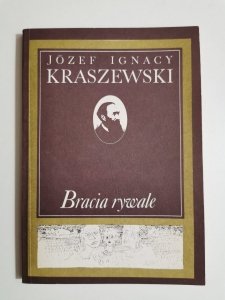 JÓZEF IGNACY
KRASZEWSKI
Bracia rywale